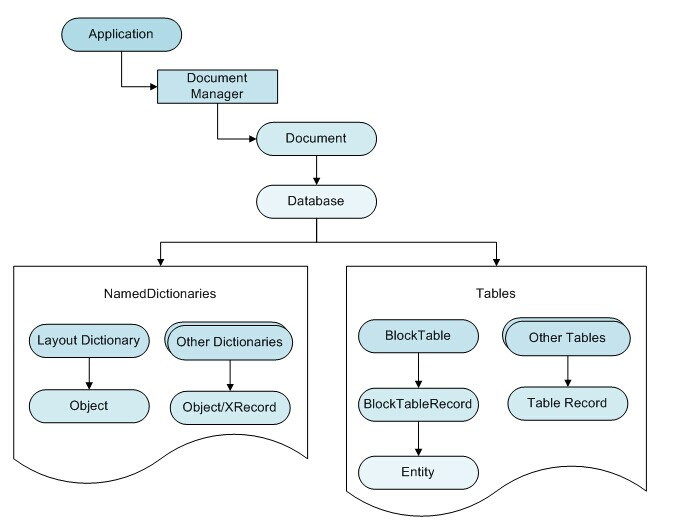 Application
Document
Manager
Document
Database
NamedDictionaries
Layout Dictionary
Other Dictionaries
Object
Object/XRecord
Tables
BlockTable
Other Tables
BlockTableRecord
Table Record
Entity